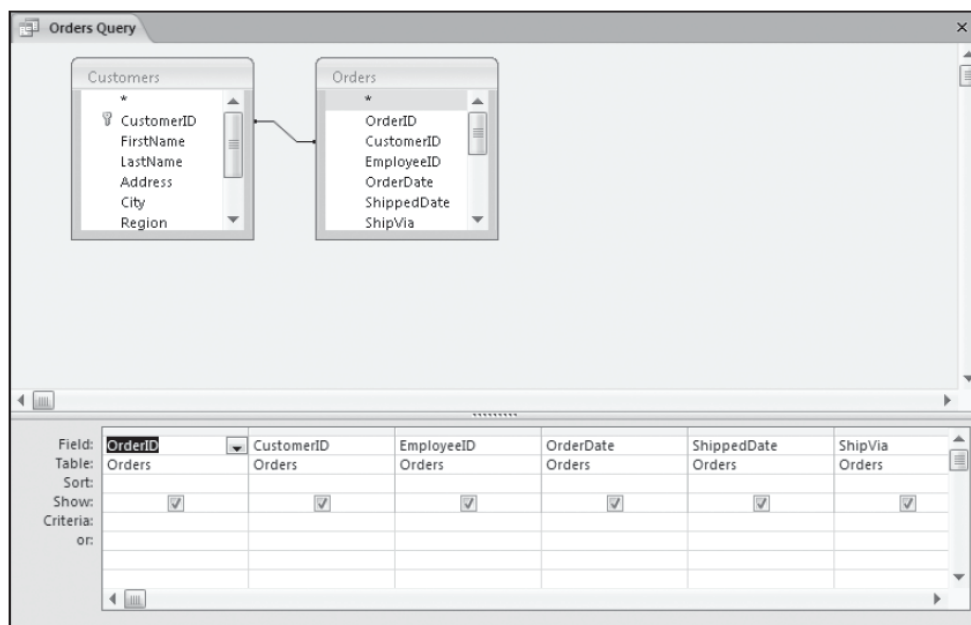 Orders Query
Customers
*
CustomerID
FirstName
LastName
Address
City
Region
Orders
*
OrderID
CustomerID
EmployeeID
OrderDate
ShippedDate
ShipVia
Field: OrderID CustomerID EmployeeID OrderDate ShippedDate ShipVia
Table: Orders Orders Orders Orders Orders Orders
Sort:
Show:
Criteria:
or: